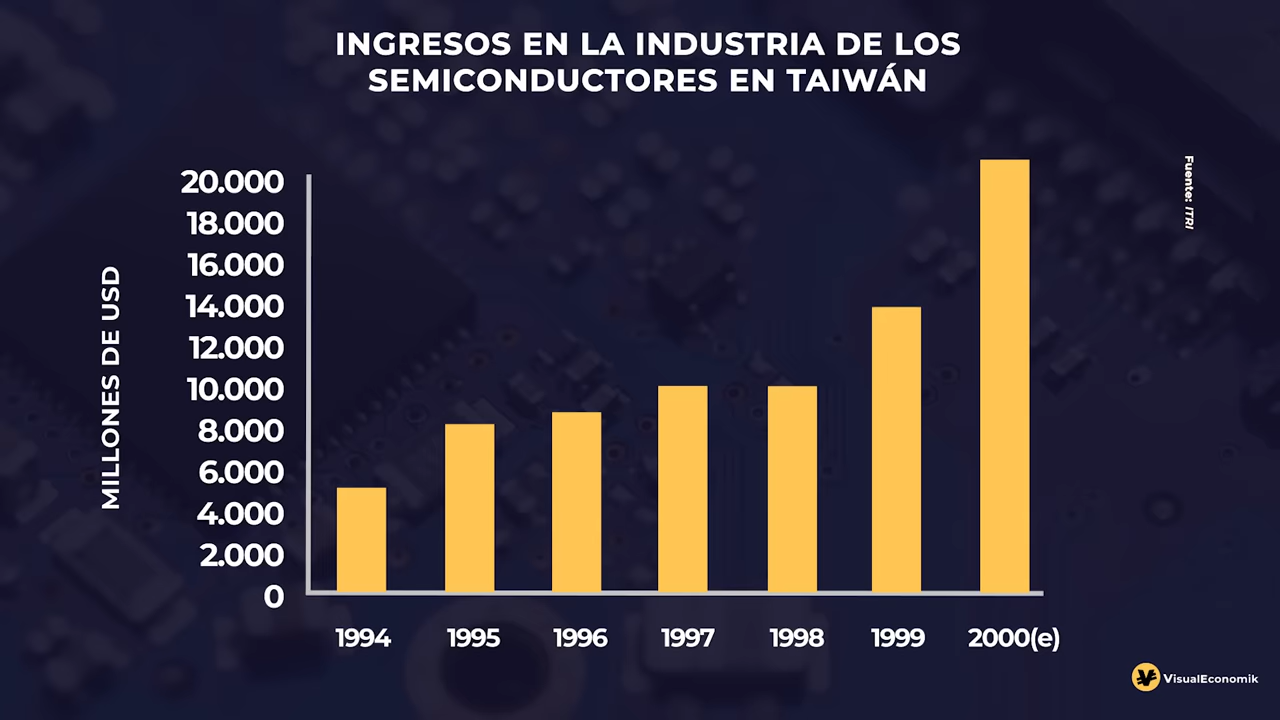 INGRESOS EN LA INDUSTRIA DE LOS
SEMICONDUCTORES EN TAIWÁN
MILLONES DE USD
20.000
18.000
16.000
14.000
12.000
10.000
8.000
6.000
4.000
2.000
0
1994
1995
1996
1997
1998
1999
2000(e)
Fuente: ITRI
VisualEconomik